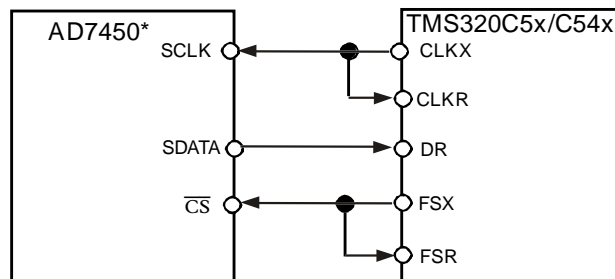 AD7450*
TMS320C5x/C54x
SCLK
CLKX
CLKR
SDATA
DR
CS
FSX
FSR